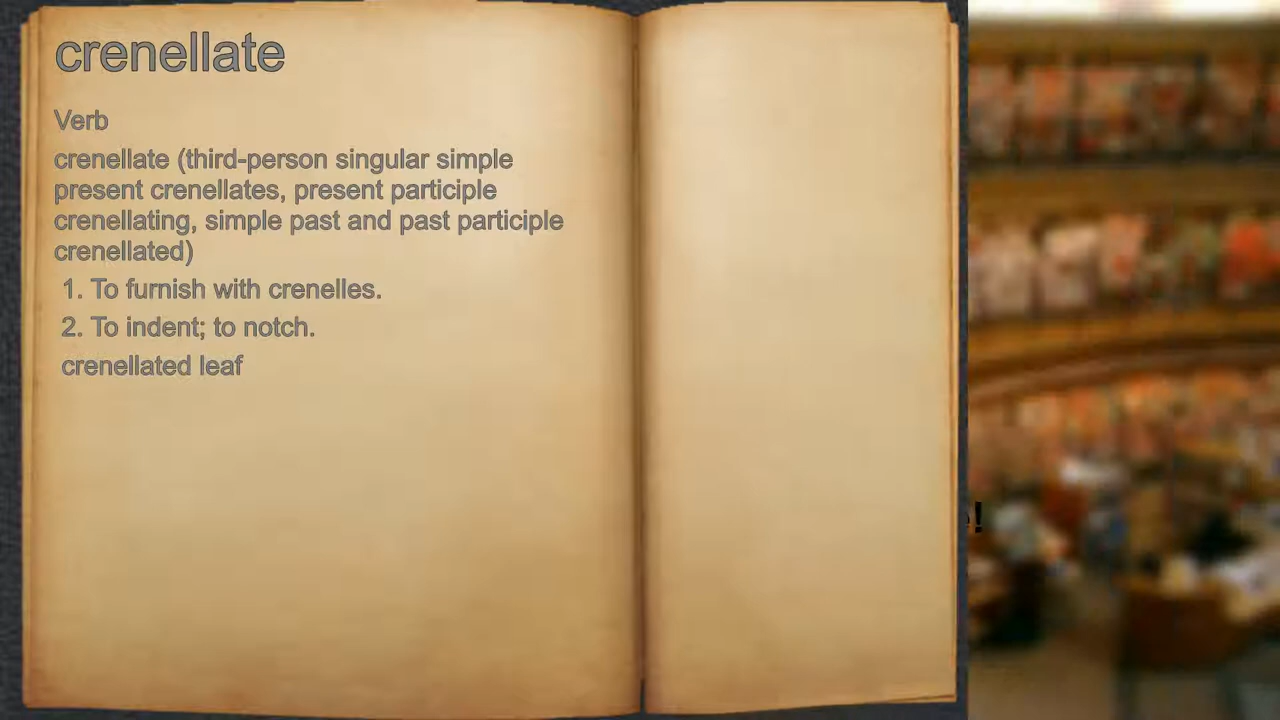 crenellate
Verb
crenellate (third-person singular simple
present crenellates, present participle
crenellating, simple past and past participle
crenellated)
1. To furnish with crenelles.
2. To indent; to notch.
crenellated leaf
!